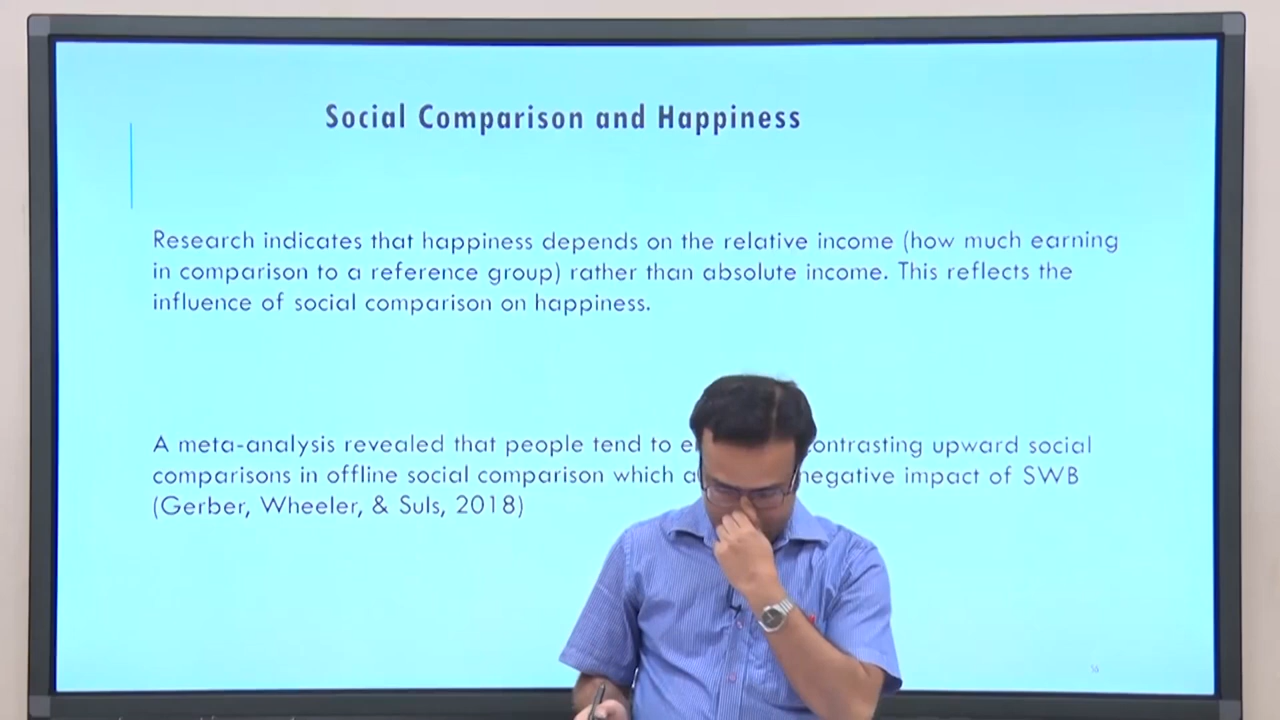 Social Comparison and Happiness
Research indicates that happiness depends on the relative income (how much earning
in comparison to a reference group) rather than absolute income. This reflects the
influence of social comparison on happiness.
A meta-analysis revealed that people tend to ontrasting upward social
comparisons in offline social comparison which negative impact of SWB
(Gerber, Wheeler, & Suls, 2018)